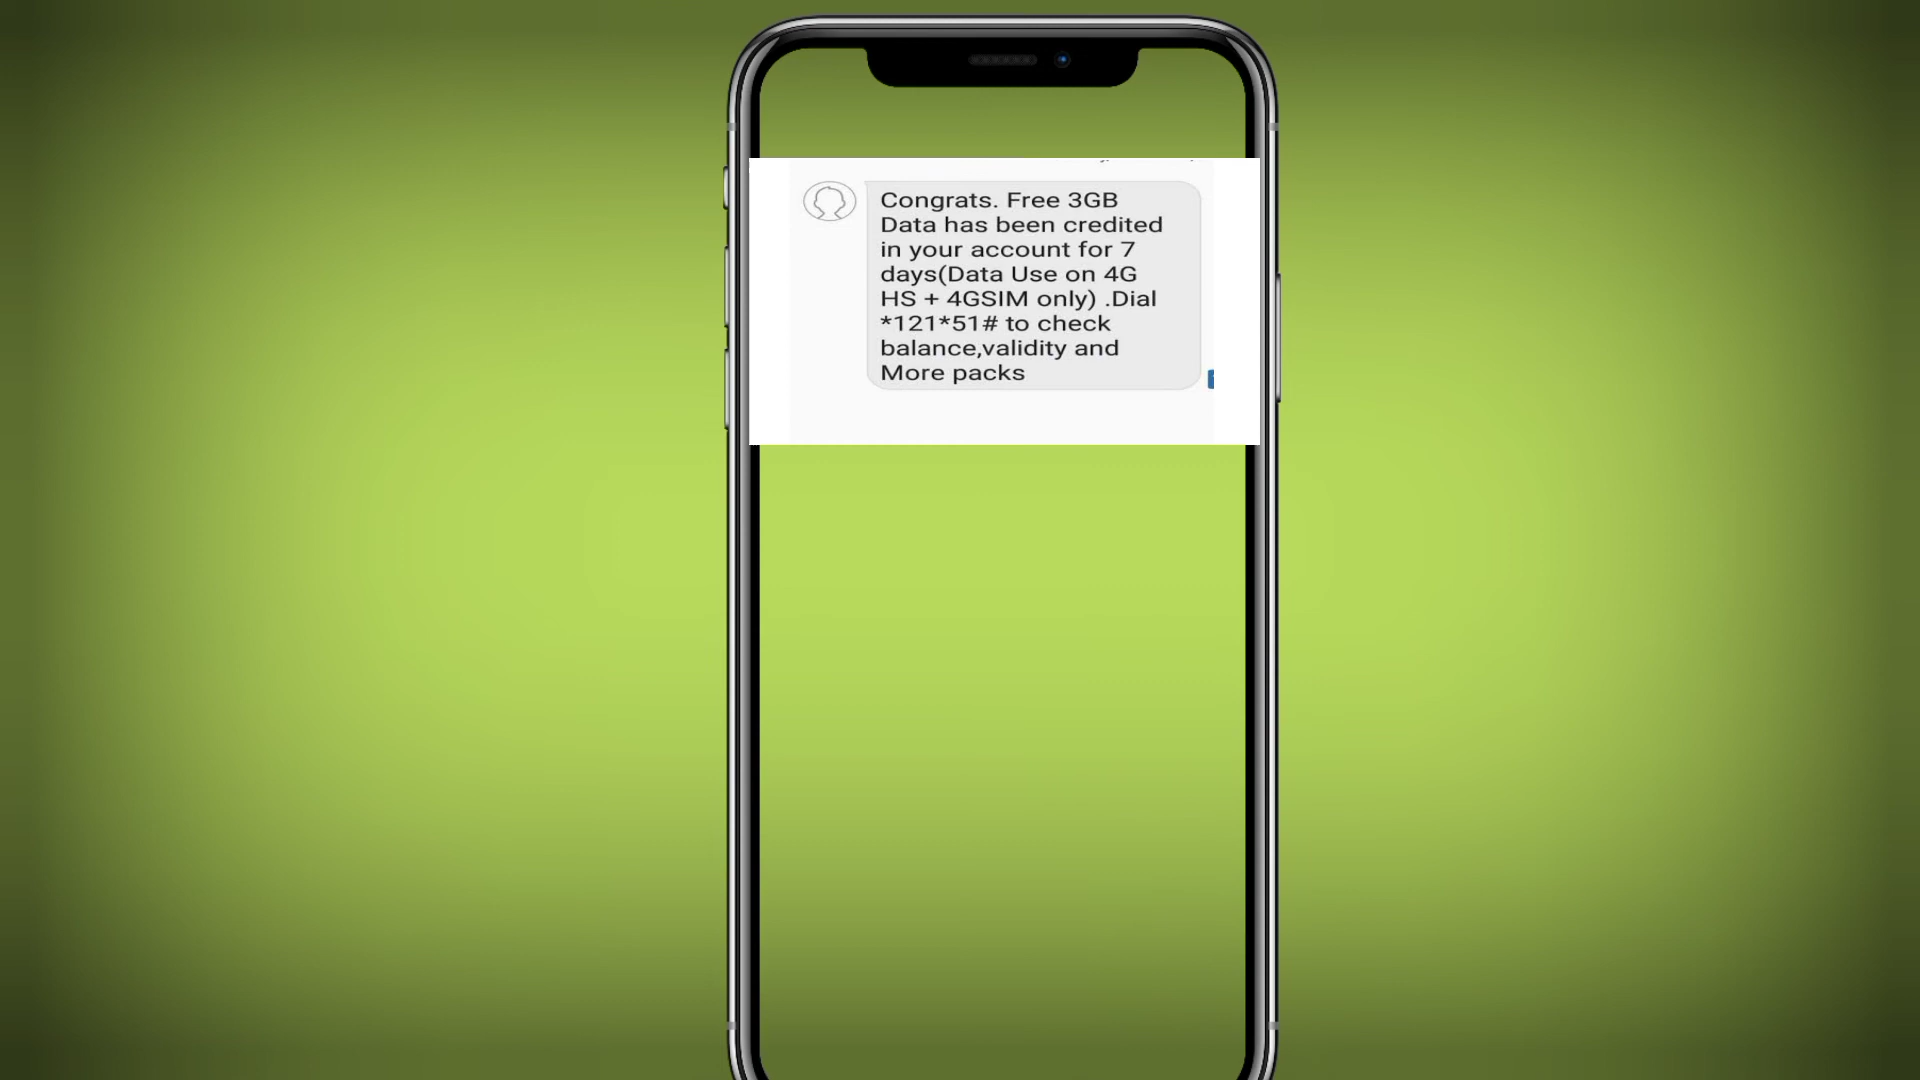 Congrats. Free 3GB
Data has been credited
in your account for 7
days(Data Use on 4G
HS + 4GSIM only) .Dial
*121*51# to check
balance,validity and
More packs